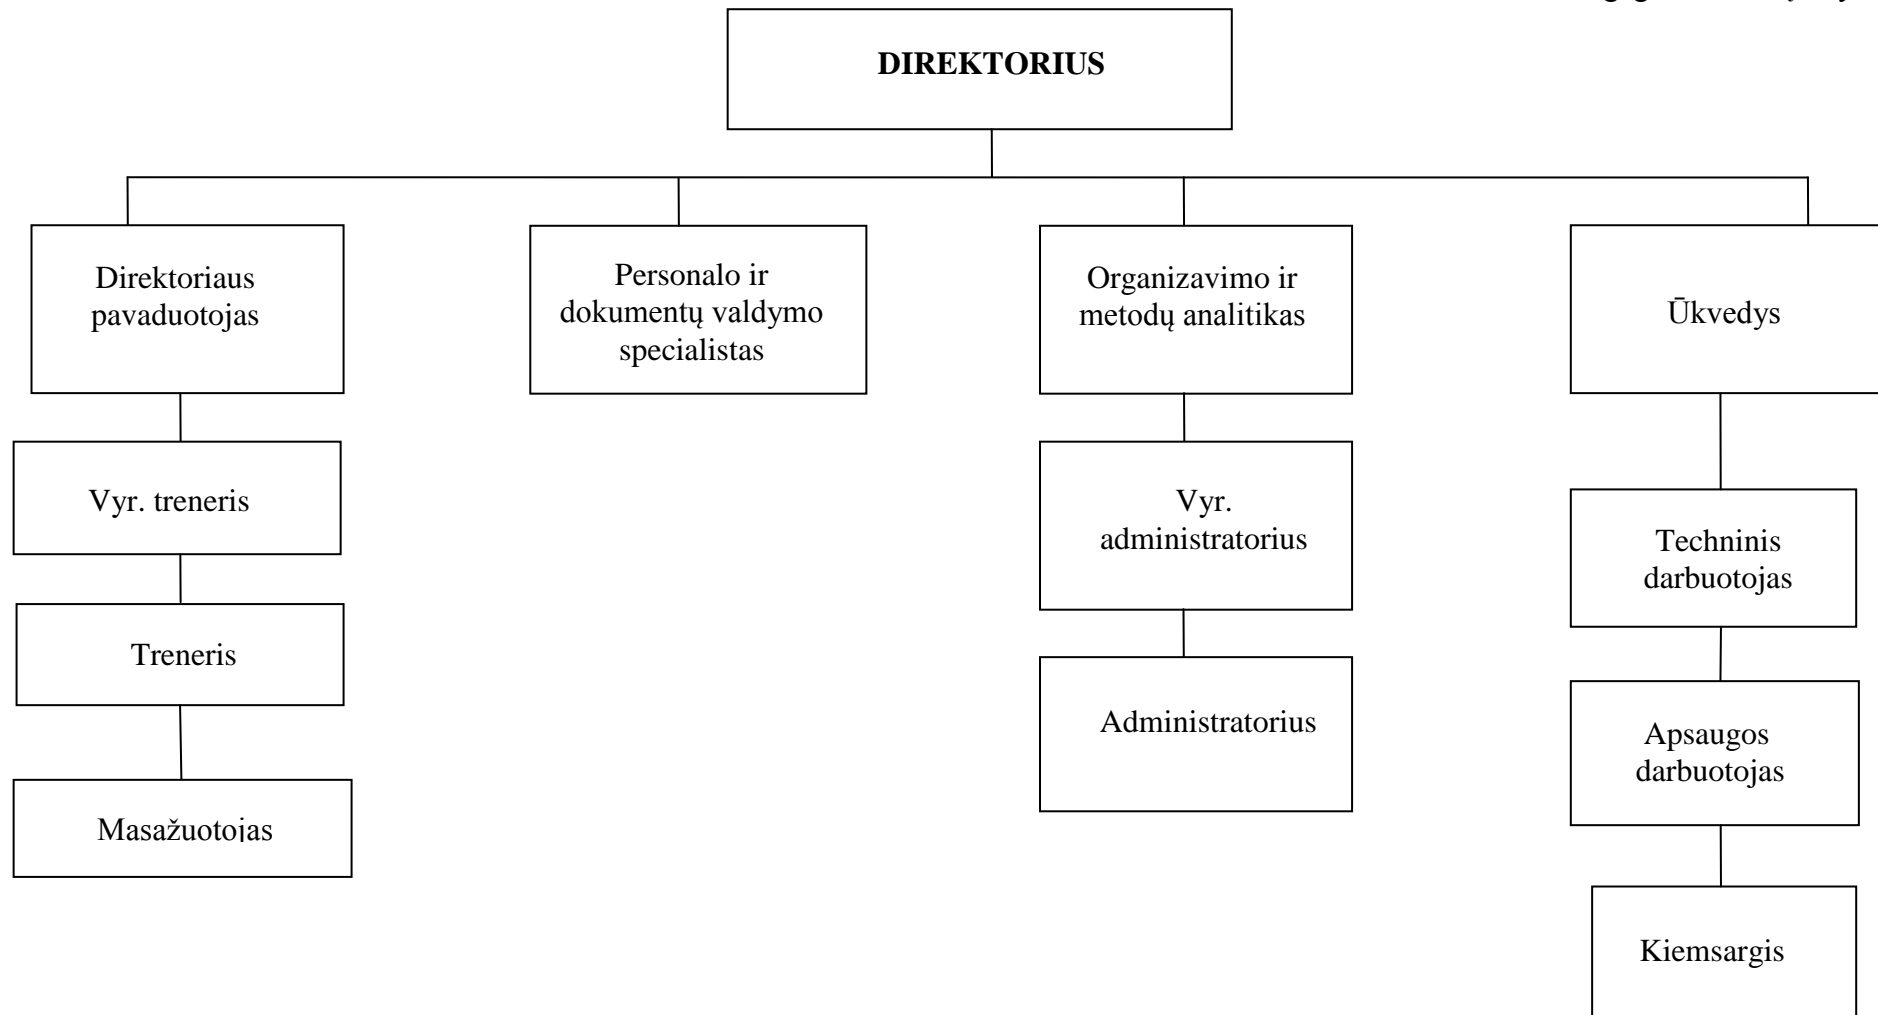 DIREKTORIUS
Direktoriaus
pavaduotojas
Personalo ir
dokumentų valdymo
specialistas
Organizavimo ir
metodų analitikas
Ūkvedys
Vyr. treneris
Vyr.
administratorius
Techninis
darbuotojas
Treneris
Administratorius
Apsaugos
darbuotojas
Masažuotojas
Kiemsargis